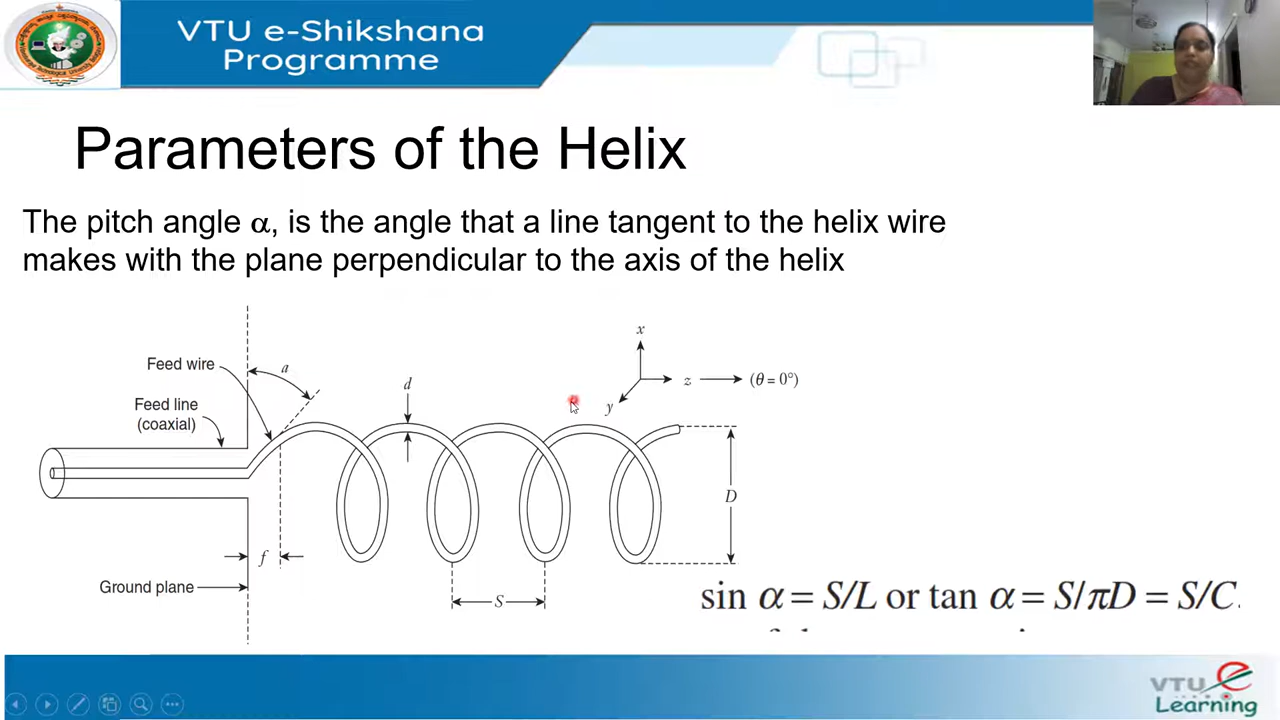 VTU e-Shikshana
Programme
Parameters of the Helix
The pitch angle α, is the angle that a line tangent to the helix wire
makes with the plane perpendicular to the axis of the helix
x
Feed wire
a
d
z
(θ = 0°)
Feed line
(coaxial)
y
D
f
Ground plane
S
sin α = S/L or tan α = S/πD = S/C.
VTU e
Learning